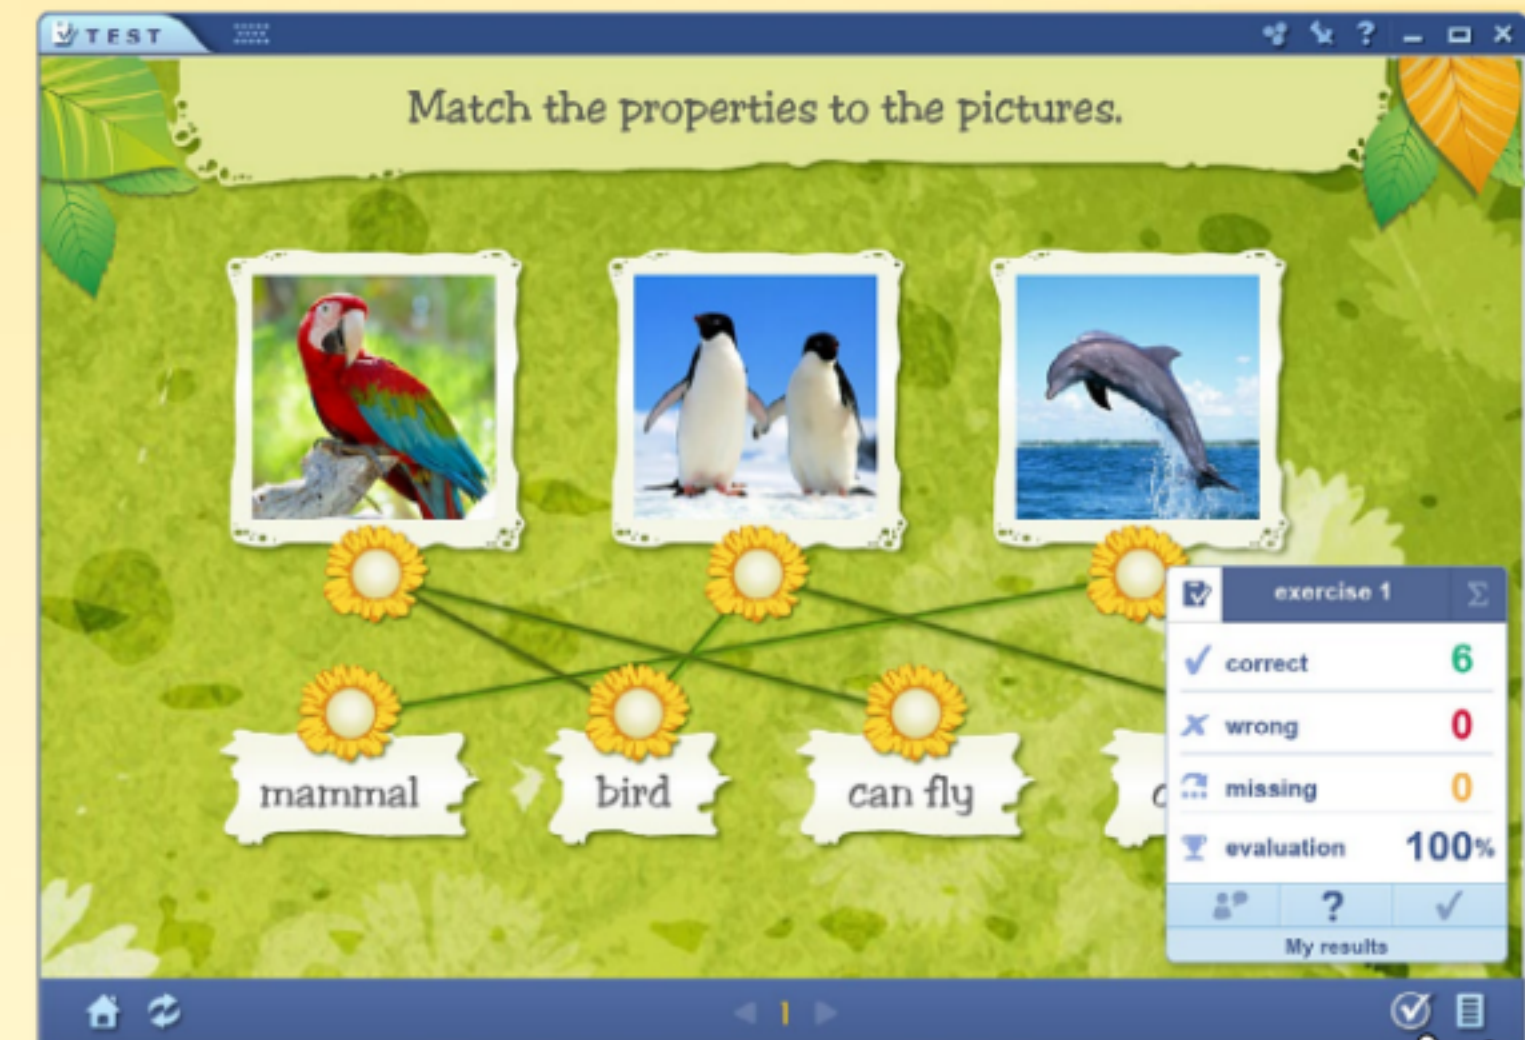 TEST
?
Match the properties to the pictures.
exercise 1
Σ
correct 6
wrong 0
missing 0
evaluation 100%
?
My results
mammal
bird
can fly
1